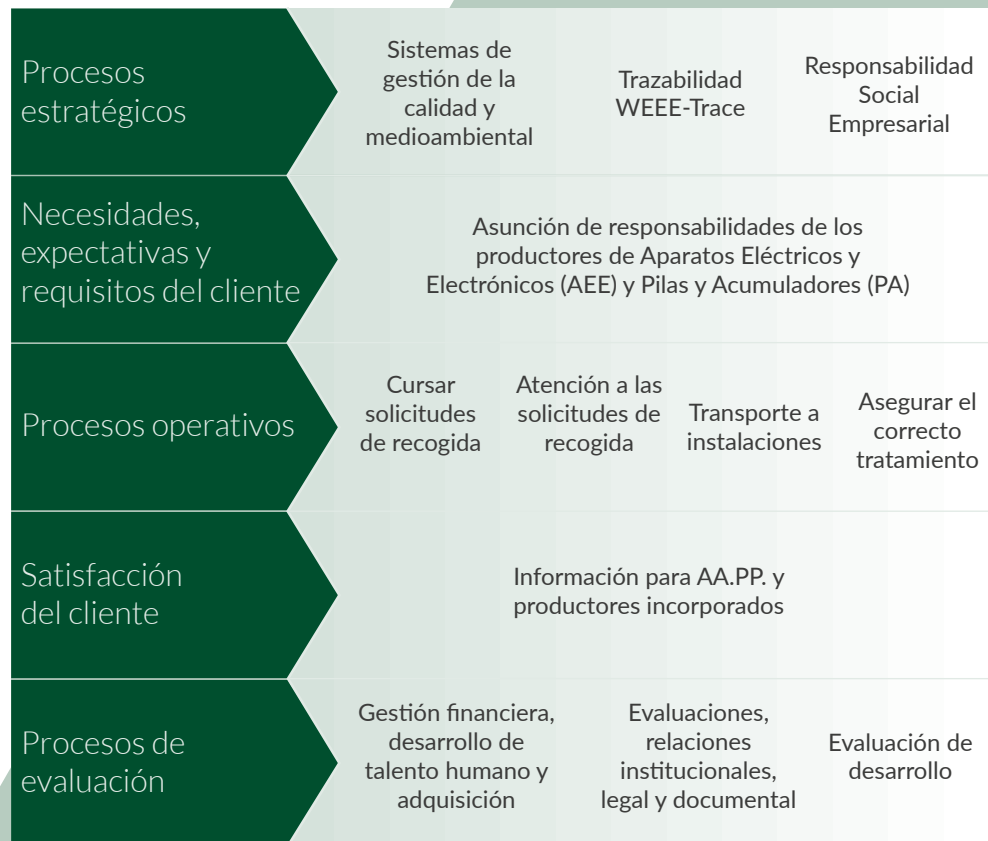 Procesos
estratégicos
Sistemas de
gestión de la
calidad y
medioambiental
Trazabilidad
WEEE-Trace
Responsabilidad
Social
Empresarial
Necesidades,
expectativas y
requisitos del cliente
Asunción de responsabilidades de los
productores de Aparatos Eléctricos y
Electrónicos (AEE) y Pilas y Acumuladores (PA)
Procesos operativos
Cursar
solicitudes
de recogida
Atención a las
solicitudes de
recogida
Transporte a
instalaciones
Asegurar el
correcto
tratamiento
Satisfacción
del cliente
Información para AA.PP. y
productores incorporados
Procesos de
evaluación
Gestión financiera,
desarrollo de
talento humano y
adquisición
Evaluaciones,
relaciones
institucionales,
legal y documental
Evaluación de
desarrollo